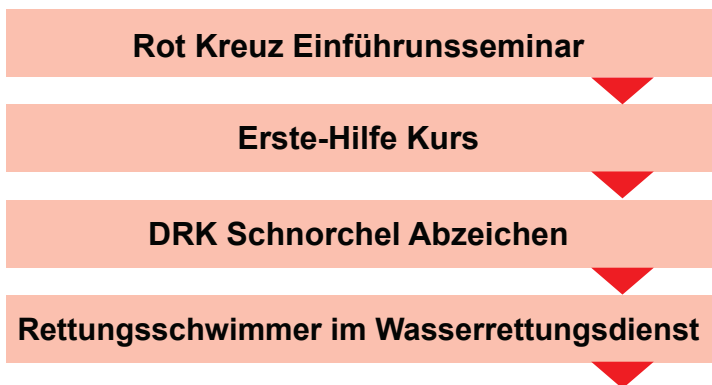 Rot Kreuz Einführunsseminar
Erste-Hilfe Kurs
DRK Schnorchel Abzeichen
Rettungsschwimmer im Wasserrettungsdienst